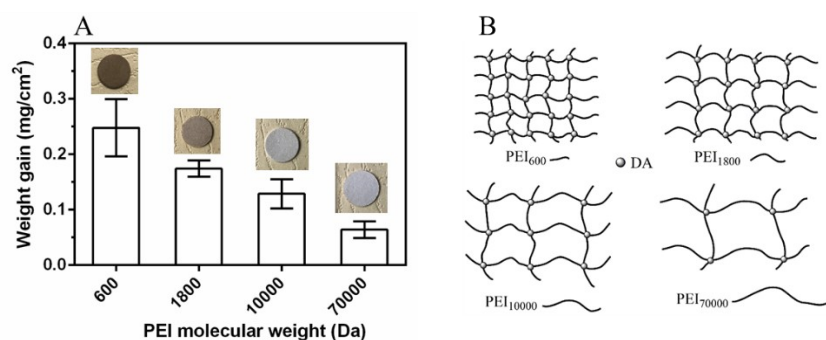 A
Weight gain (mg/cm²)
0.4
0.3
0.2
0.1
0.0
600
1800
10000
70000
PEI molecular weight (Da)
B
PEI600
DA
PEI1800
PEI10000
PEI70000